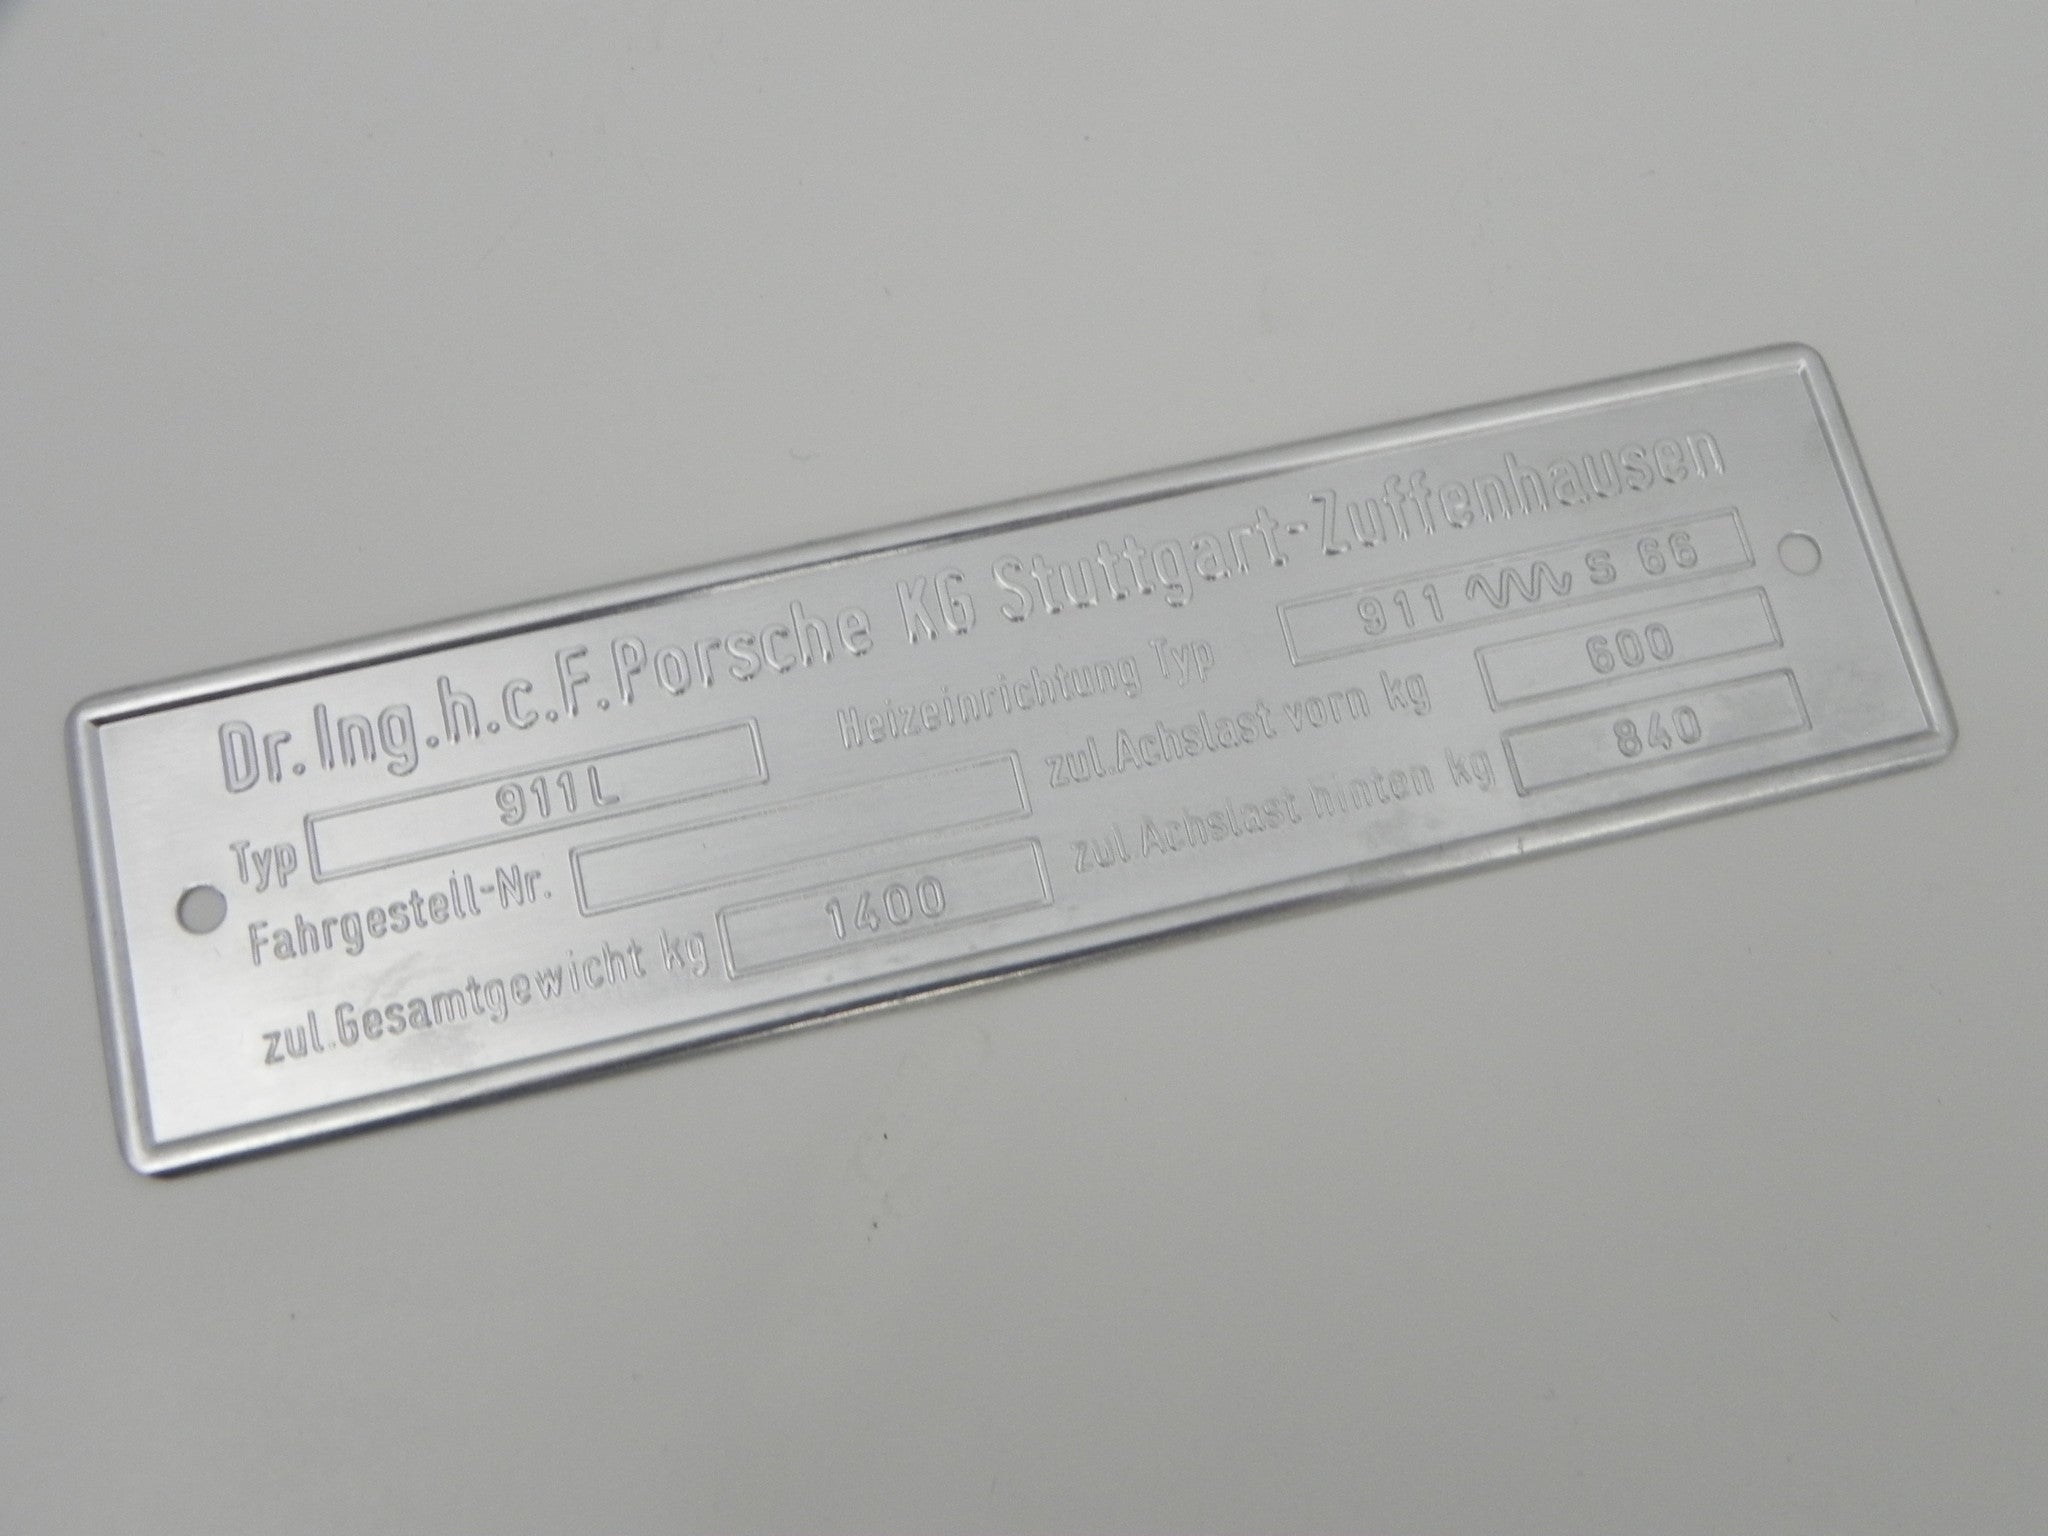 Dr.Ing.h.c.F.Porsche KG Stuttgart-Zuffenhausen
Typ 911L Heizeinrichtung Typ 911 S 66
Fahrgestell-Nr. zul.Achslast vorn kg 600
zul.Gesamtgewicht kg 1400 zul.Achslast hinten kg 840